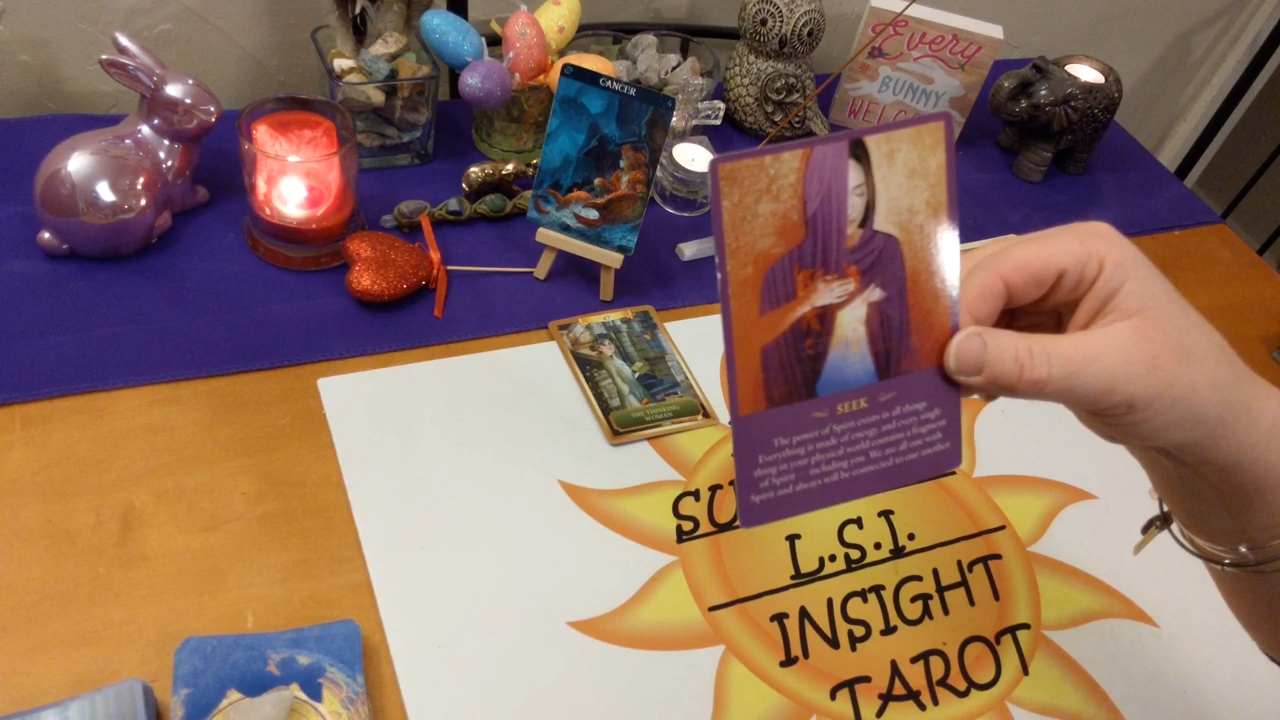 CANCER
Every
BUNNY
WELC
47
THE THINKING
WOMAN
SEEK
The power of Spirit exists in all things.
Everything is made of energy, and every single
thing in your physical world contains a fragment
of Spirit — including you. We are all one with
Spirit and always will be connected to one another
SU
L.S.I.
INSIGHT
TAROT